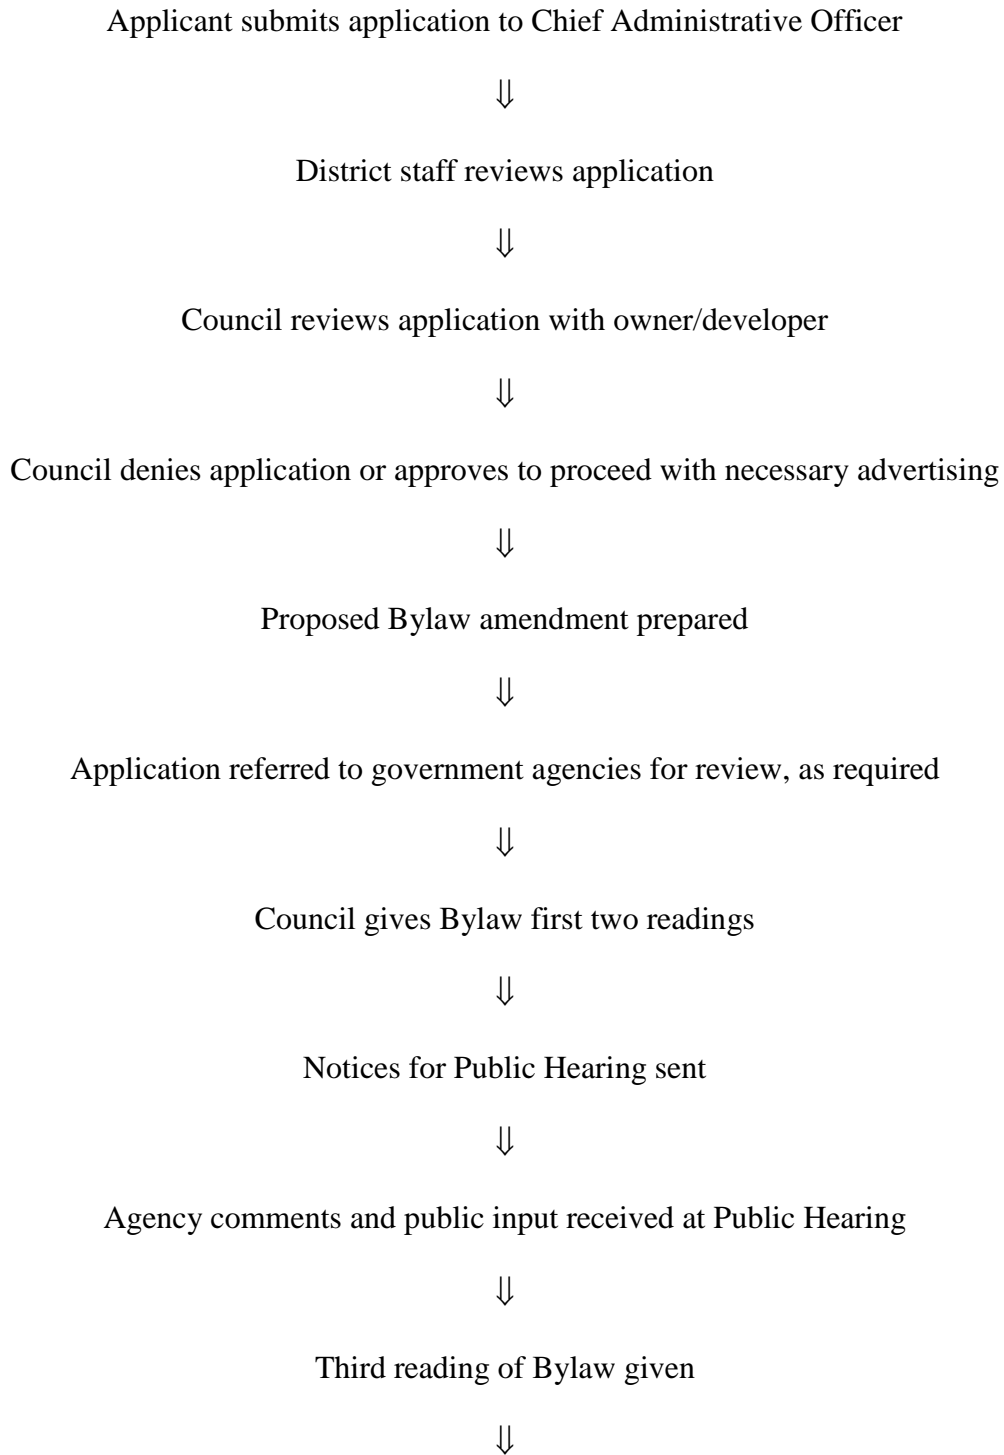 Applicant submits application to Chief Administrative Officer
⇓
District staff reviews application
⇓
Council reviews application with owner/developer
⇓
Council denies application or approves to proceed with necessary advertising
⇓
Proposed Bylaw amendment prepared
⇓
Application referred to government agencies for review, as required
⇓
Council gives Bylaw first two readings
⇓
Notices for Public Hearing sent
⇓
Agency comments and public input received at Public Hearing
⇓
Third reading of Bylaw given
⇓